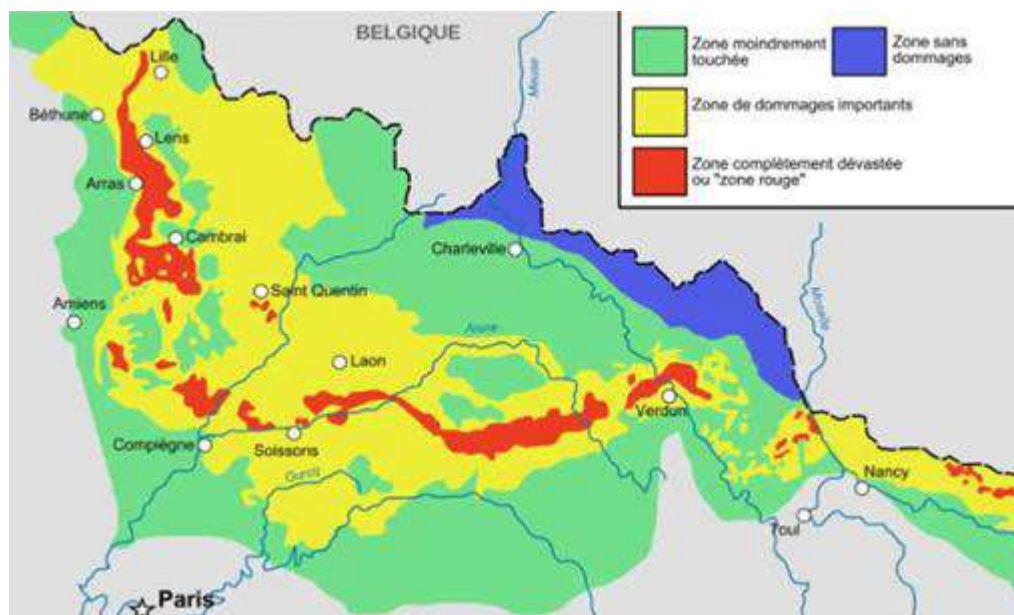 BELGIQUE
Zone moindrement
touchée
Zone sans
dommages
Zone de dommages importants
Zone complètement dévastée
ou "zone rouge"
Lille
Béthune
Lens
Arras
Cambrai
Saint Quentin
Amiens
Laon
Compiègne
Soissons
Aisne
Ourcq
Meuse
Charleville
Verdun
Moselle
Nancy
Toul
Paris